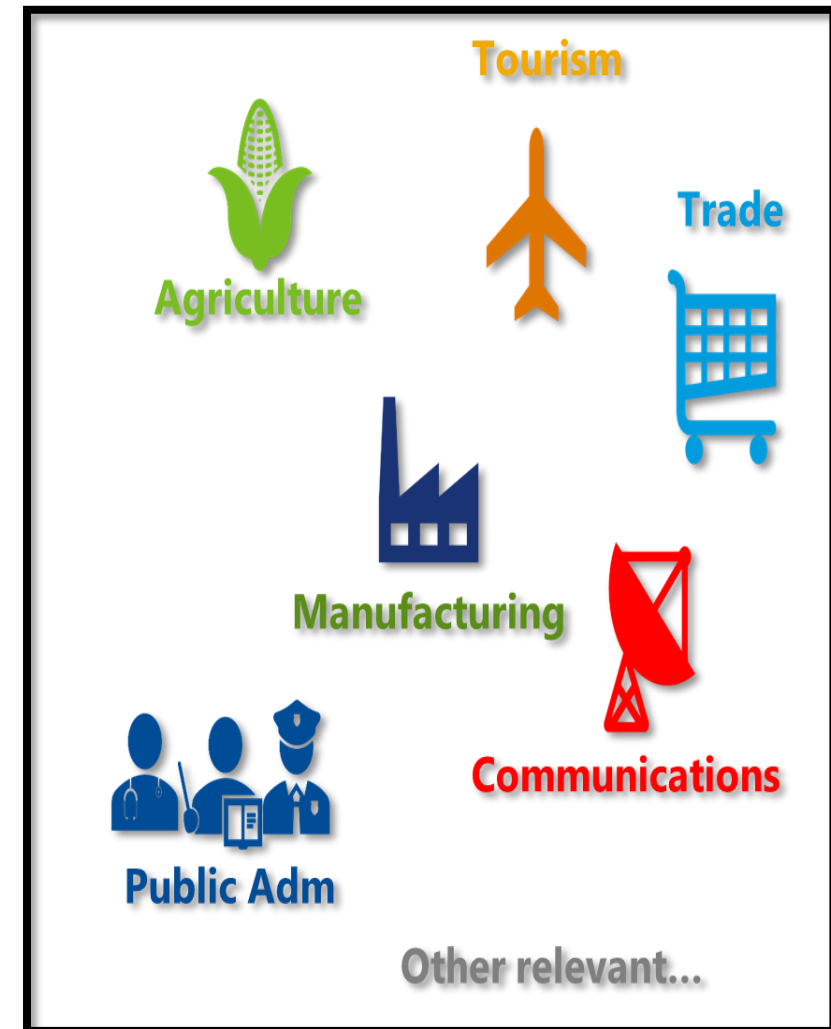 Tourism
Trade
Agriculture
Manufacturing
Communications
Public Adm
Other relevant...